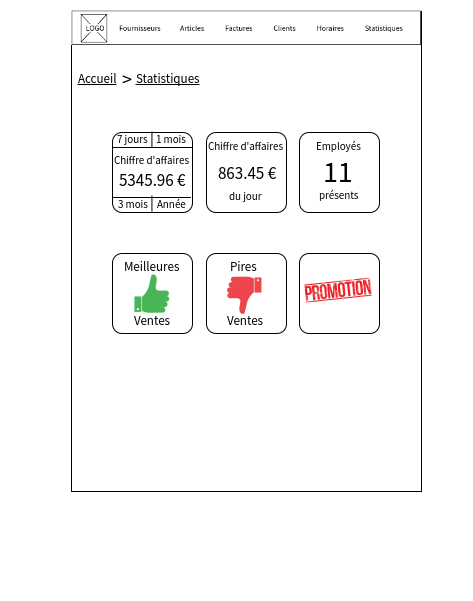 LOGO Fournisseurs Articles Factures Clients Horaires Statistiques
Accueil > Statistiques
7 jours 1 mois
Chiffre d'affaires
5345.96 €
3 mois Année
Chiffre d'affaires
863.45 €
du jour
Employés
11
présents
Meilleures
Ventes
Pires
Ventes
PROMOTION